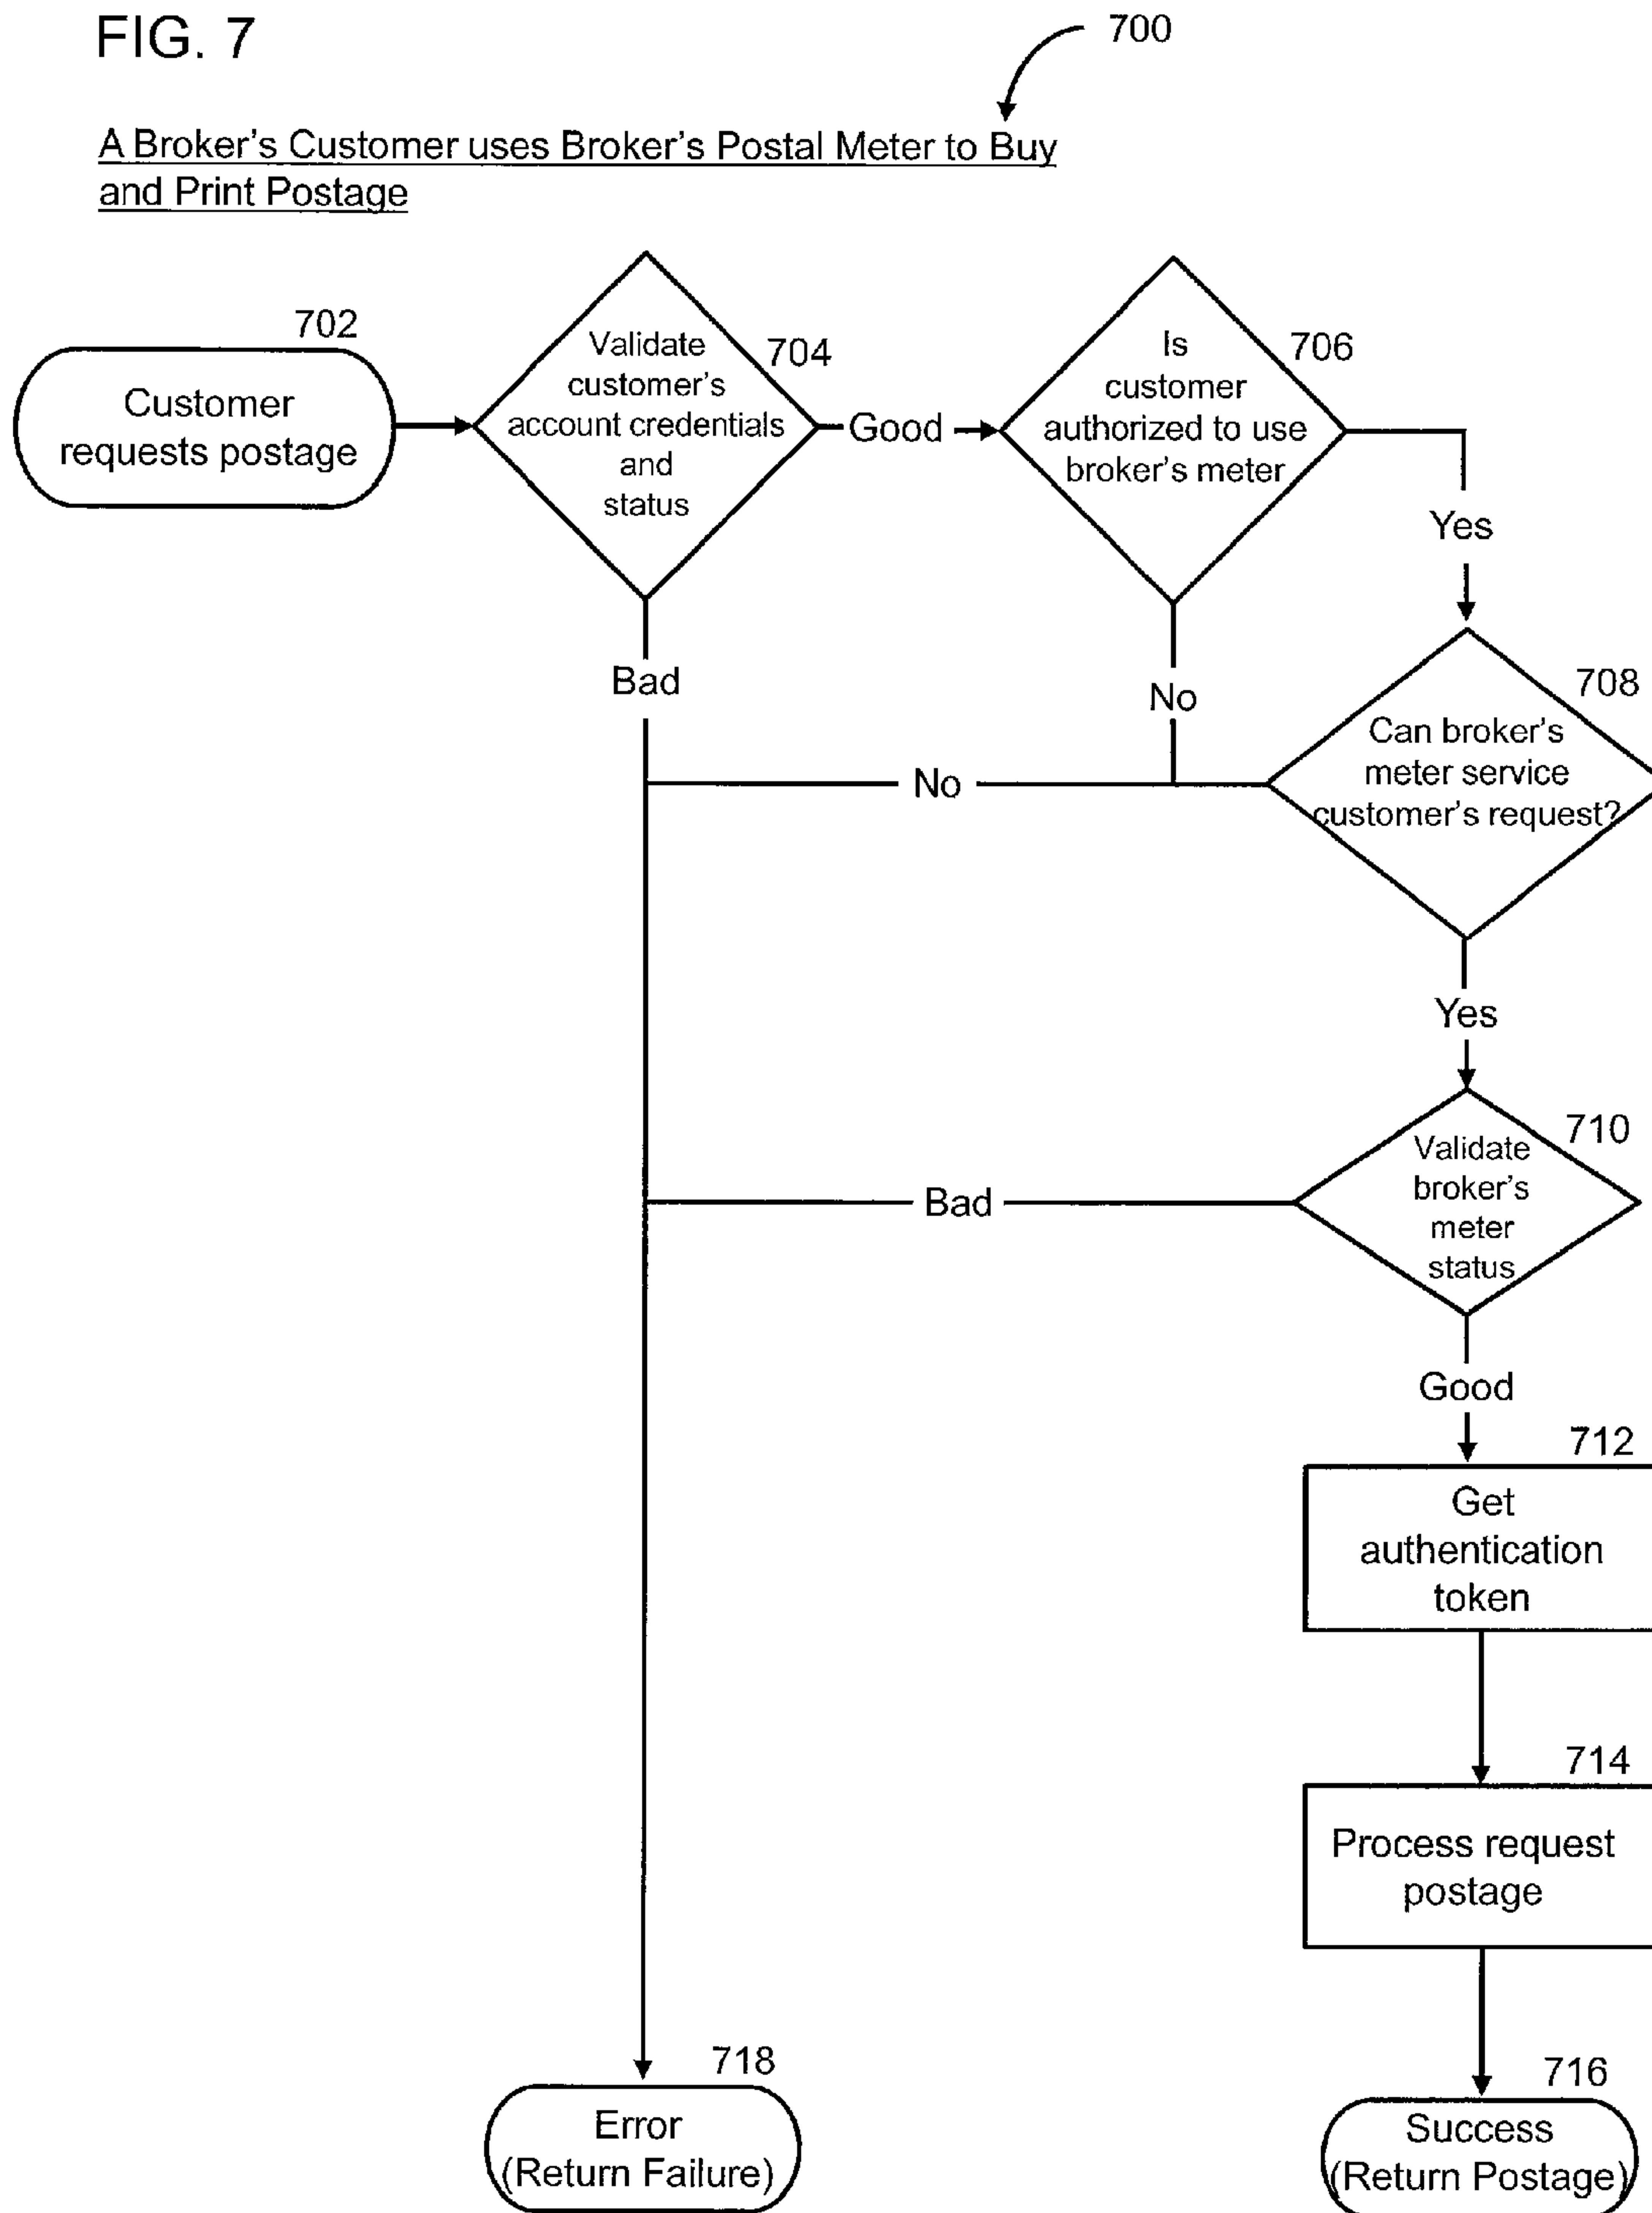 FIG. 7
700
A Broker's Customer uses Broker's Postal Meter to Buy
and Print Postage
702
Customer
requests postage
704
Validate
customer's
account credentials
and
status
Good
706
Is
customer
authorized to use
broker's meter
Yes
Bad
No
708
Can broker's
meter service
customer's request?
No
Yes
710
Validate
broker's
meter
status
Bad
Good
712
Get
authentication
token
714
Process request
postage
718
Error
(Return Failure)
716
Success
(Return Postage)